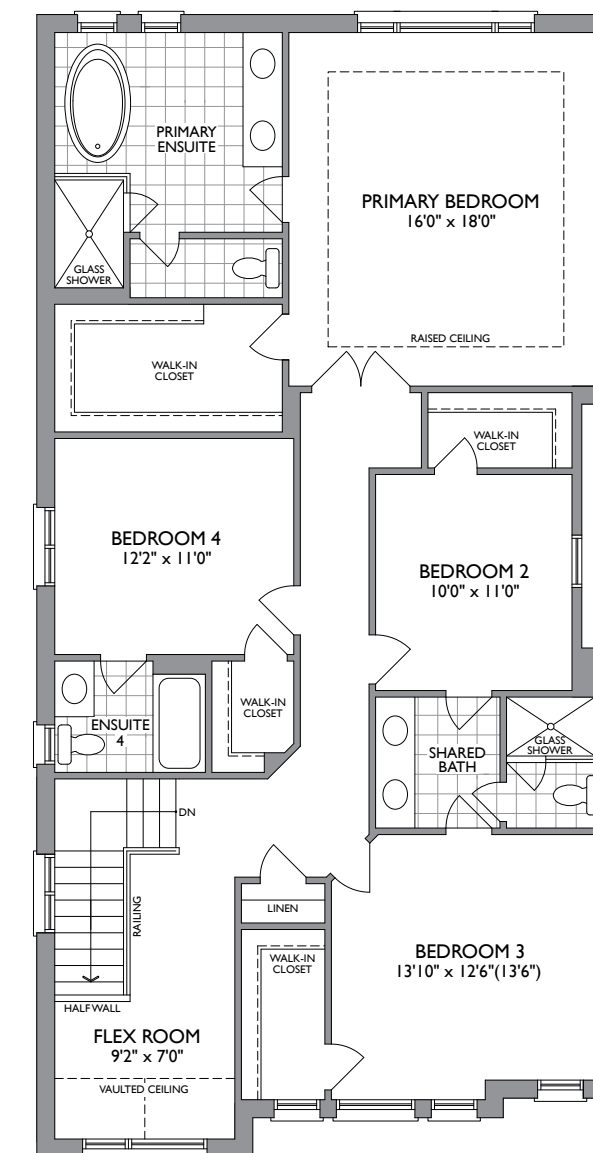 PRIMARY
ENSUITE
PRIMARY BEDROOM
16'0" x 18'0"
GLASS
SHOWER
RAISED CEILING
WALK-IN
CLOSET
WALK-IN
CLOSET
BEDROOM 4
12'2" x 11'0"
BEDROOM 2
10'0" x 11'0"
WALK-IN
CLOSET
ENSUITE
4
GLASS
SHOWER
SHARED
BATH
DN
RAILING
LINEN
WALK-IN
CLOSET
BEDROOM 3
13'10" x 12'6"(13'6")
HALF WALL
FLEX ROOM
9'2" x 7'0"
VAULTED CEILING